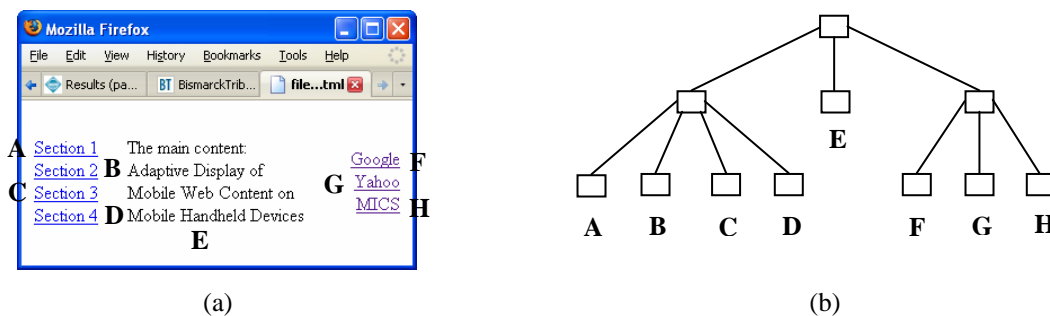 Mozilla Firefox
File Edit View History Bookmarks Tools Help
Results (pa... BT BismarckTrib... file...tml
A Section 1 The main content:
Section 2 B Adaptive Display of
C Section 3 Mobile Web Content on
Section 4 D Mobile Handheld Devices
E
Google F
G Yahoo
MICS H
(a)
E
A B C D F G H
(b)